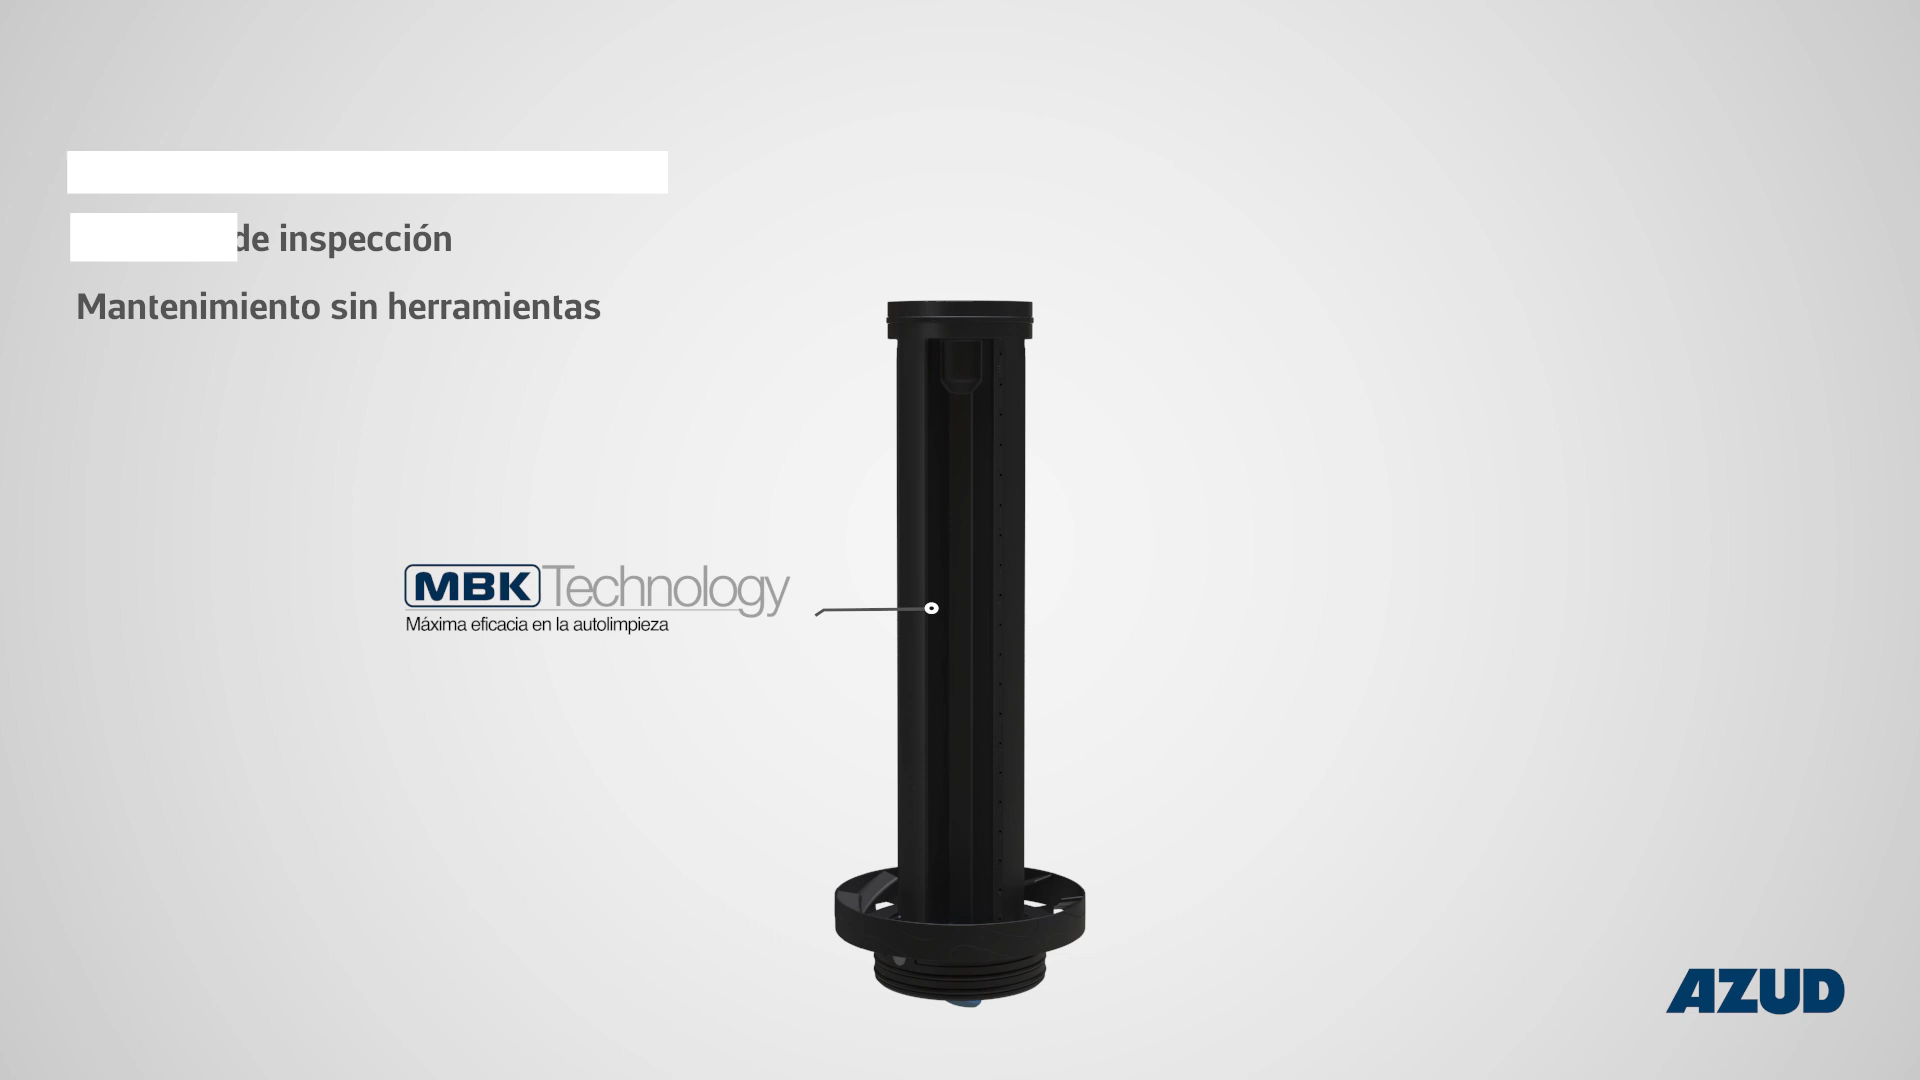 de inspección
Mantenimiento sin herramientas
MBK Technology
Máxima eficacia en la autolimpieza
AZUD